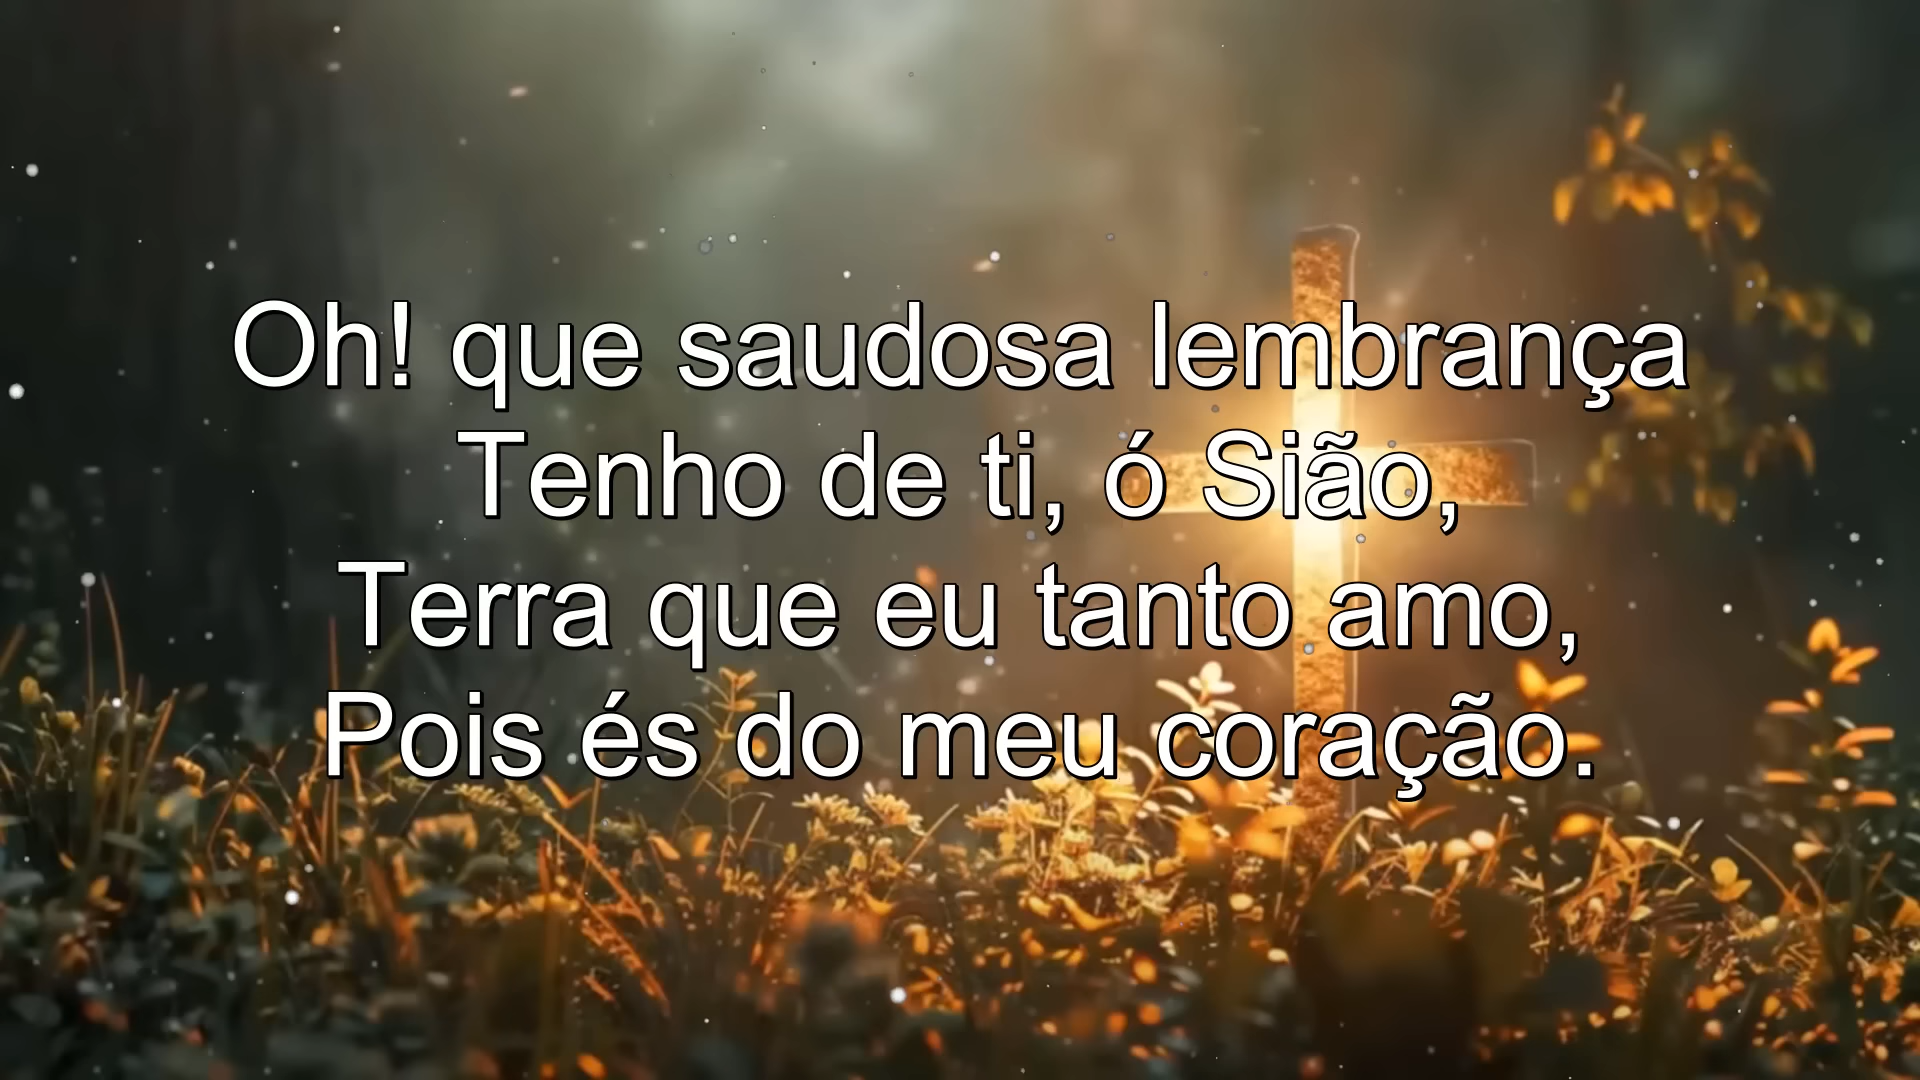 Oh! que saudosa lembrança
Tenho de ti, ó Sião,
Terra que eu tanto amo,
Pois és do meu coração.